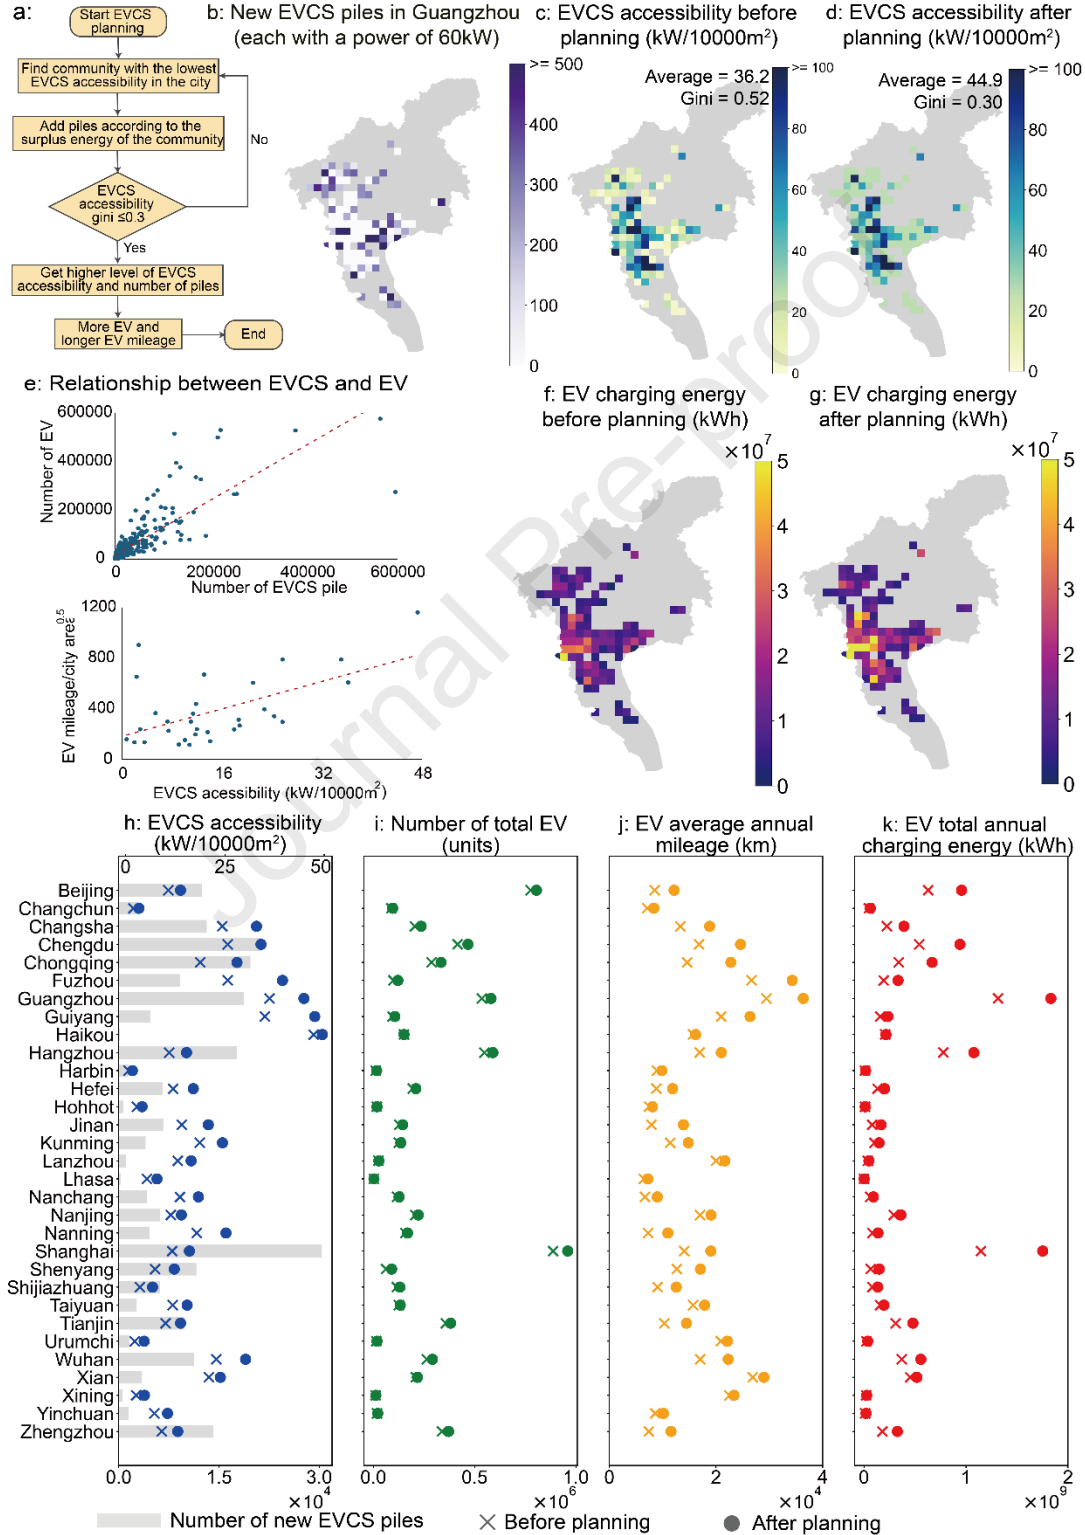 a:
Start EVCS
planning
Find community with the lowest
EVCS accessibility in the city
Add piles according to the
surplus energy of the community
No
EVCS
accessibility
gini ≤0.3
Yes
Get higher level of EVCS
accessibility and number of piles
More EV and
longer EV mileage
End
b: New EVCS piles in Guangzhou
(each with a power of 60kW)
>= 500
400
300
200
100
0
c: EVCS accessibility before
planning (kW/10000m²)
Average = 36.2
Gini = 0.52
>= 100
80
60
40
20
0
d: EVCS accessibility after
planning (kW/10000m²)
Average = 44.9
Gini = 0.30
>= 100
80
60
40
20
0
e: Relationship between EVCS and EV
Number of EV
600000
400000
200000
0
0 200000 400000 600000
Number of EVCS pile
EV mileage/city area^0.5
1200
800
400
0
0 16 32 48
EVCS acessibility (kW/10000m²)
f: EV charging energy
before planning (kWh)
×10⁷
5
4
3
2
1
0
g: EV charging energy
after planning (kWh)
×10⁷
5
4
3
2
1
0
Journal Pre-proof
h: EVCS accessibility
(kW/10000m²)
0 25 50
i: Number of total EV
(units)
j: EV average annual
mileage (km)
k: EV total annual
charging energy (kWh)
Beijing
Changchun
Changsha
Chengdu
Chongqing
Fuzhou
Guangzhou
Guiyang
Haikou
Hangzhou
Harbin
Hefei
Hohhot
Jinan
Kunming
Lanzhou
Lhasa
Nanchang
Nanjing
Nanning
Shanghai
Shenyang
Shijiazhuang
Taiyuan
Tianjin
Urumchi
Wuhan
Xian
Xining
Yinchuan
Zhengzhou
0.0 1.5 3.0
×10⁴
0.0 0.5 1.0
×10⁶
0 2 4
×10⁴
0 1 2
×10⁹
Number of new EVCS piles
Before planning
After planning